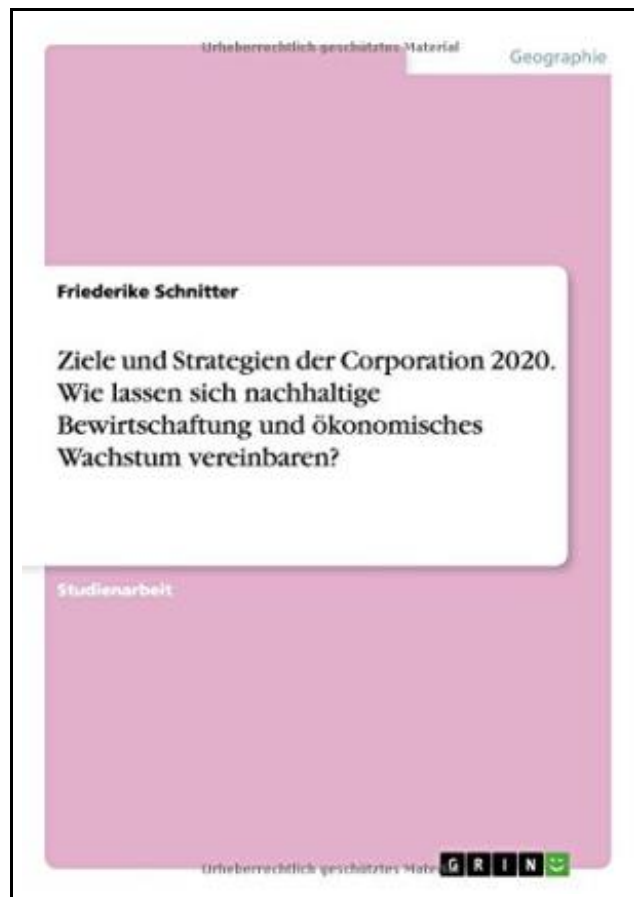 Urheberrechtlich geschütztes Material
Geographie
Friederike Schnitter
Ziele und Strategien der Corporation 2020.
Wie lassen sich nachhaltige
Bewirtschaftung und ökonomisches
Wachstum vereinbaren?
Studienarbeit
Urheberrechtlich geschütztes Mate
GRIN